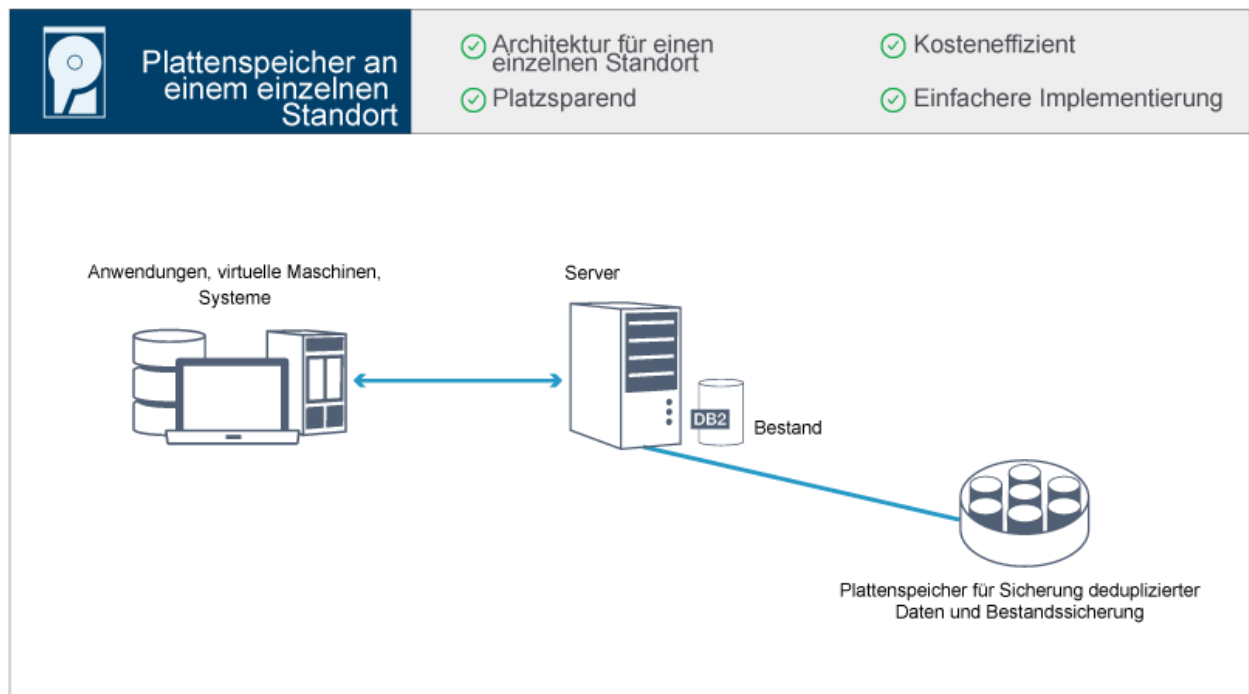 Plattenspeicher an
einem einzelnen
Standort
Architektur für einen
einzelnen Standort
Platzsparend
Kosteneffizient
Einfachere Implementierung
Anwendungen, virtuelle Maschinen,
Systeme
Server
DB2
Bestand
Plattenspeicher für Sicherung deduplizierter
Daten und Bestandssicherung